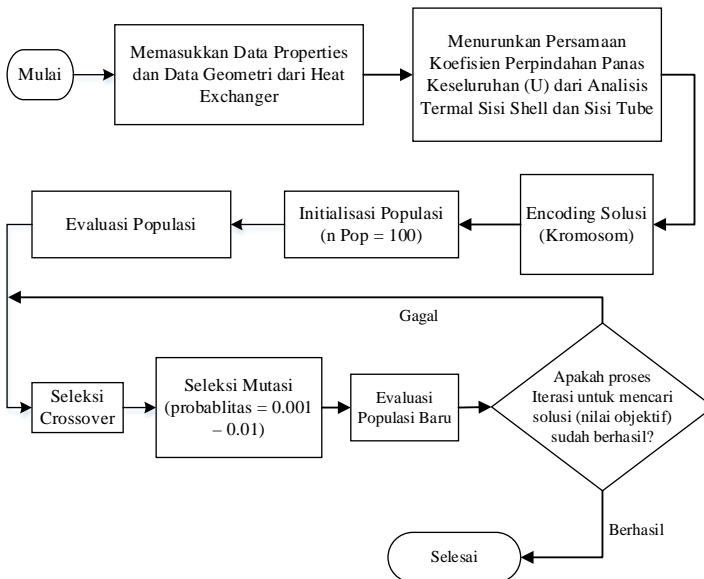 Mulai
Memasukkan Data Properties
dan Data Geometri dari Heat
Exchanger
Menurunkan Persamaan
Koefisien Perpindahan Panas
Keseluruhan (U) dari Analisis
Termal Sisi Shell dan Sisi Tube
Encoding Solusi
(Kromosom)
Initialisasi Populasi
(n Pop = 100)
Evaluasi Populasi
Gagal
Seleksi
Crossover
Seleksi Mutasi
(probablitas = 0.001
– 0.01)
Evaluasi
Populasi Baru
Apakah proses
Iterasi untuk mencari
solusi (nilai objektif)
sudah berhasil?
Berhasil
Selesai